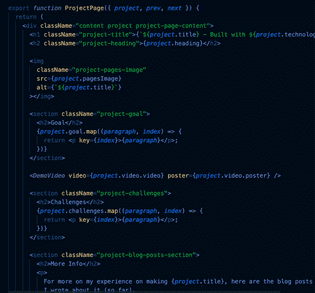 export function ProjectPage({ project, prev, next }) {
return (
<div className="content project project-page-content">
<h1 className="project-title">{`${project.title} — Built with ${project.technolog
<h2 className="project-heading">{project.heading}</h2>
<img
className="project-pages-image"
src={project.pagesImage}
alt={`${project.title}`}
></img>
<section className="project-goal">
<h2>Goal</h2>
{project.goal.map((paragraph, index) => {
return <p key={index}>{paragraph}</p>;
})}
</section>
<DemoVideo video={project.video.video} poster={project.video.poster} />
<section className="project-challenges">
<h2>Challenges</h2>
{project.challenges.map((paragraph, index) => {
return <p key={index}>{paragraph}</p>;
})}
</section>
<section className="project-blog-posts-section">
<h2>More Info</h2>
<p>
For more on my experience on making {project.title}, here are the blog posts
I wrote about it (so far).